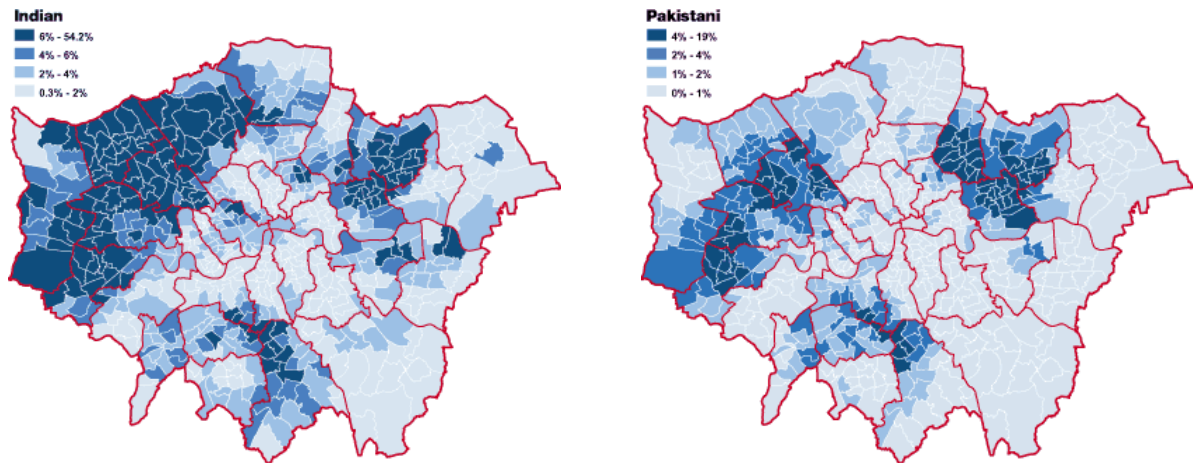 Indian
6% - 54.2%
4% - 6%
2% - 4%
0.3% - 2%
Pakistani
4% - 19%
2% - 4%
1% - 2%
0% - 1%